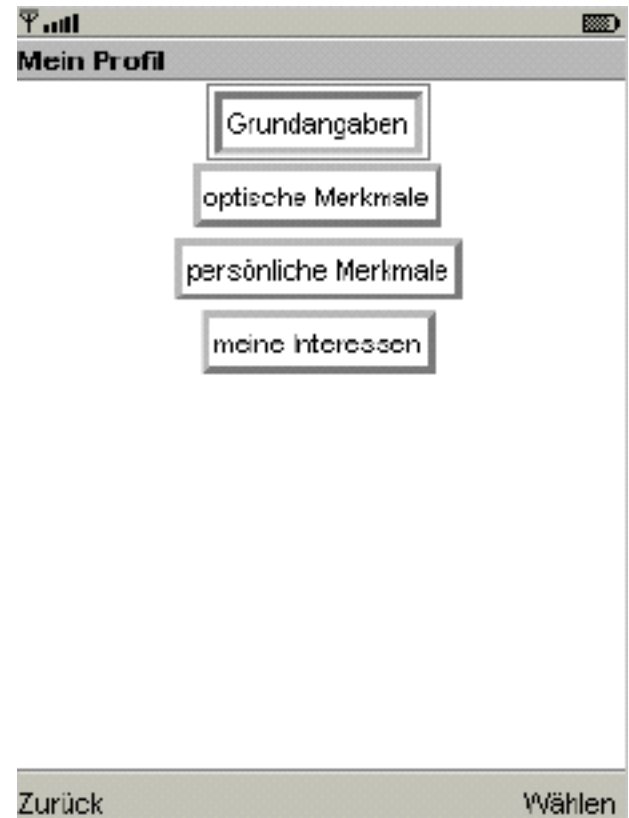 Mein Profil
Grundangaben
optische Merkmale
persönliche Merkmale
meine Interessen
Zurück Wählen